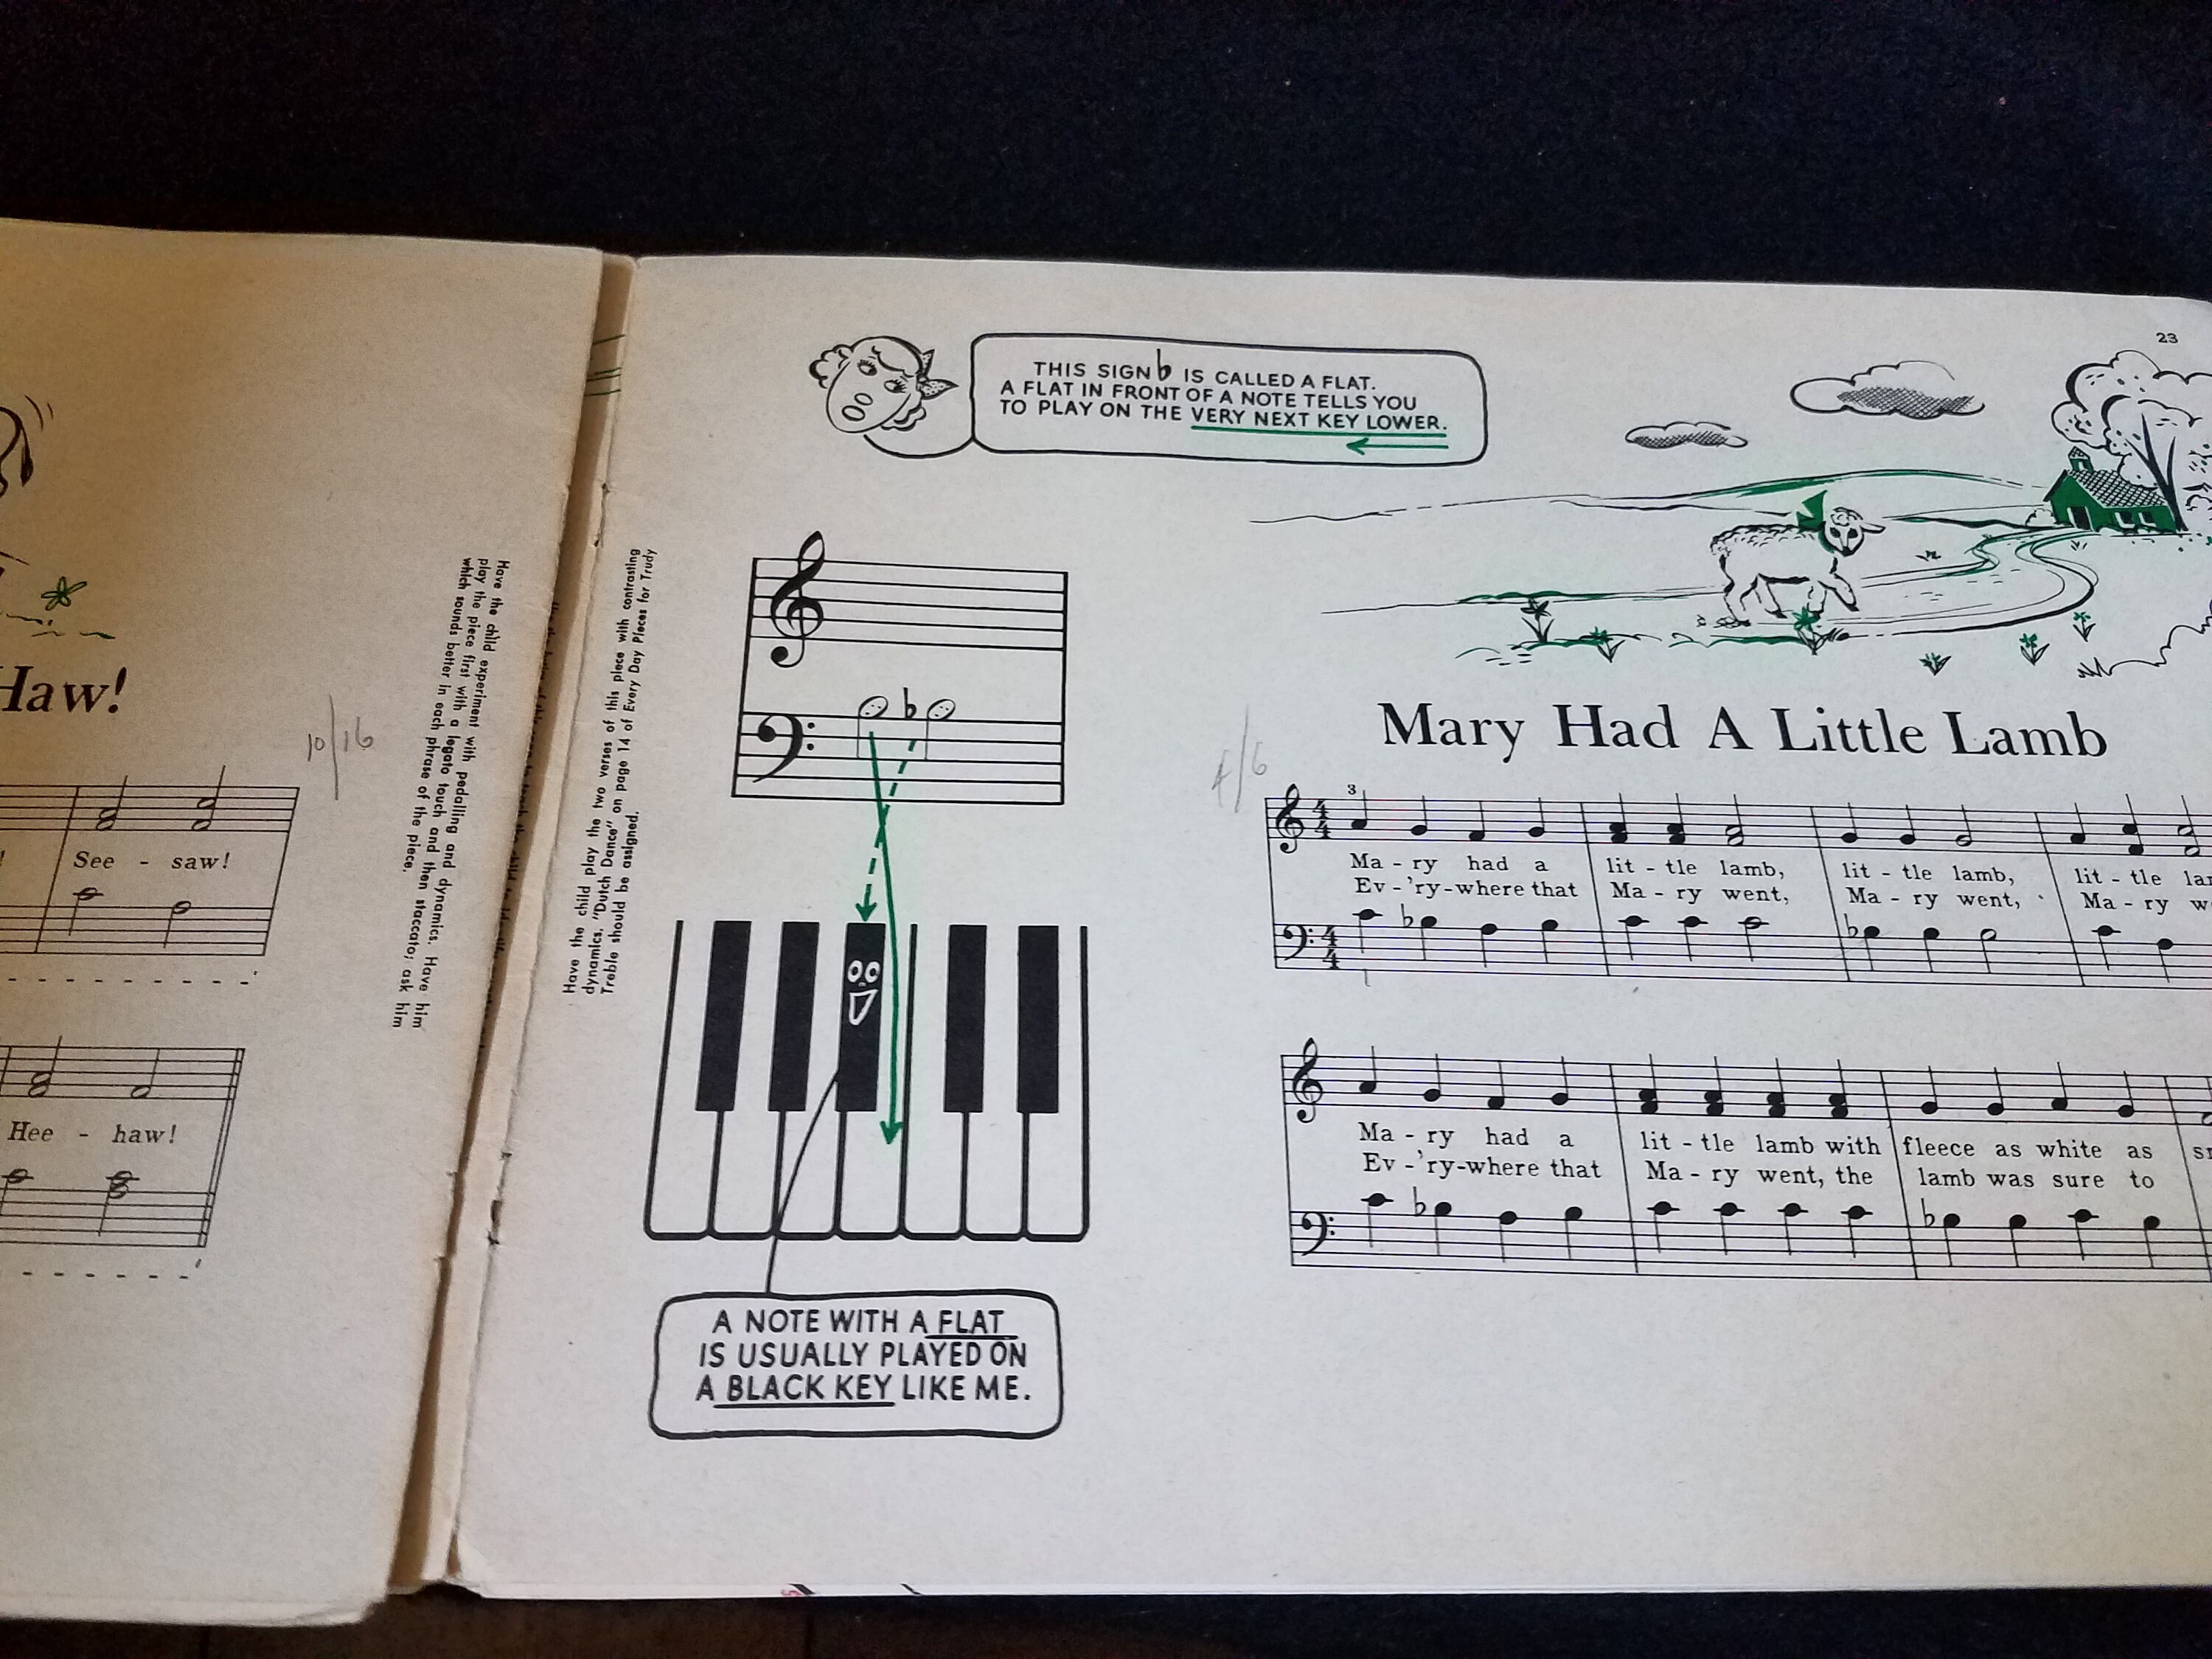 Haw!
10/16
See - saw!
Hee - haw!
Have the child experiment with pedalling and dynamics. Have him
play the piece first with a legato touch and then staccato; ask him
which sounds better in each phrase of the piece.
23
THIS SIGN ♭ IS CALLED A FLAT.
A FLAT IN FRONT OF A NOTE TELLS YOU
TO PLAY ON THE VERY NEXT KEY LOWER.
Have the child play the two verses of this piece with contrasting
dynamics. "Dutch Dance" on page 14 of Every Day Pieces for Trudy
Treble should be assigned.
A NOTE WITH A FLAT
IS USUALLY PLAYED ON
A BLACK KEY LIKE ME.
Mary Had A Little Lamb
3
4 4
Ma - ry had a lit - tle lamb, lit - tle lamb, lit - tle
Ev - 'ry - where that Ma - ry went, Ma - ry went, Ma - ry
4 4
Ma - ry had a lit - tle lamb with fleece as white as
Ev - 'ry - where that Ma - ry went, the lamb was sure to